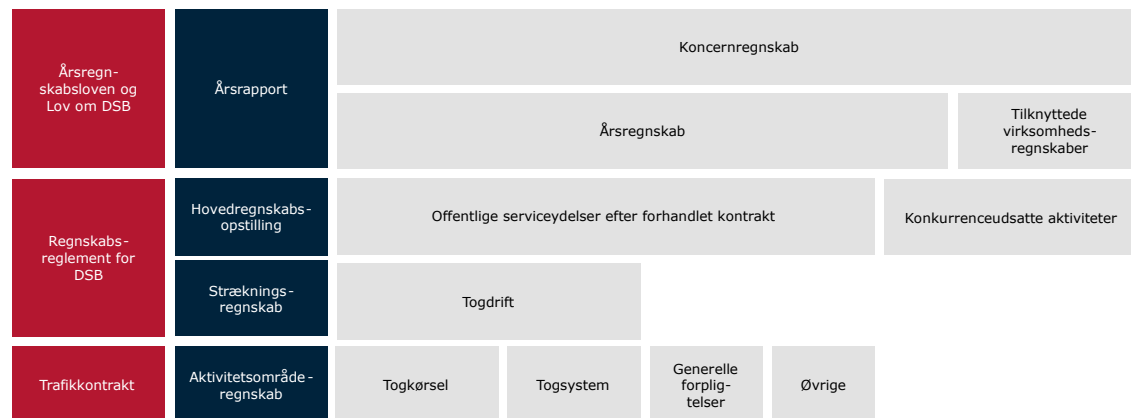 Årsregn-
skabsloven og
Lov om DSB
Årsrapport
Koncernregnskab
Årsregnskab
Tilknyttede
virksomheds-
regnskaber
Regnskabs-
reglement for
DSB
Hovedregnskabs-
opstilling
Offentlige serviceydelser efter forhandlet kontrakt
Konkurrenceudsatte aktiviteter
Stræknings-
regnskab
Togdrift
Trafikkontrakt
Aktivitetsområde-
regnskab
Togkørsel
Togsystem
Generelle
forplig-
telser
Øvrige